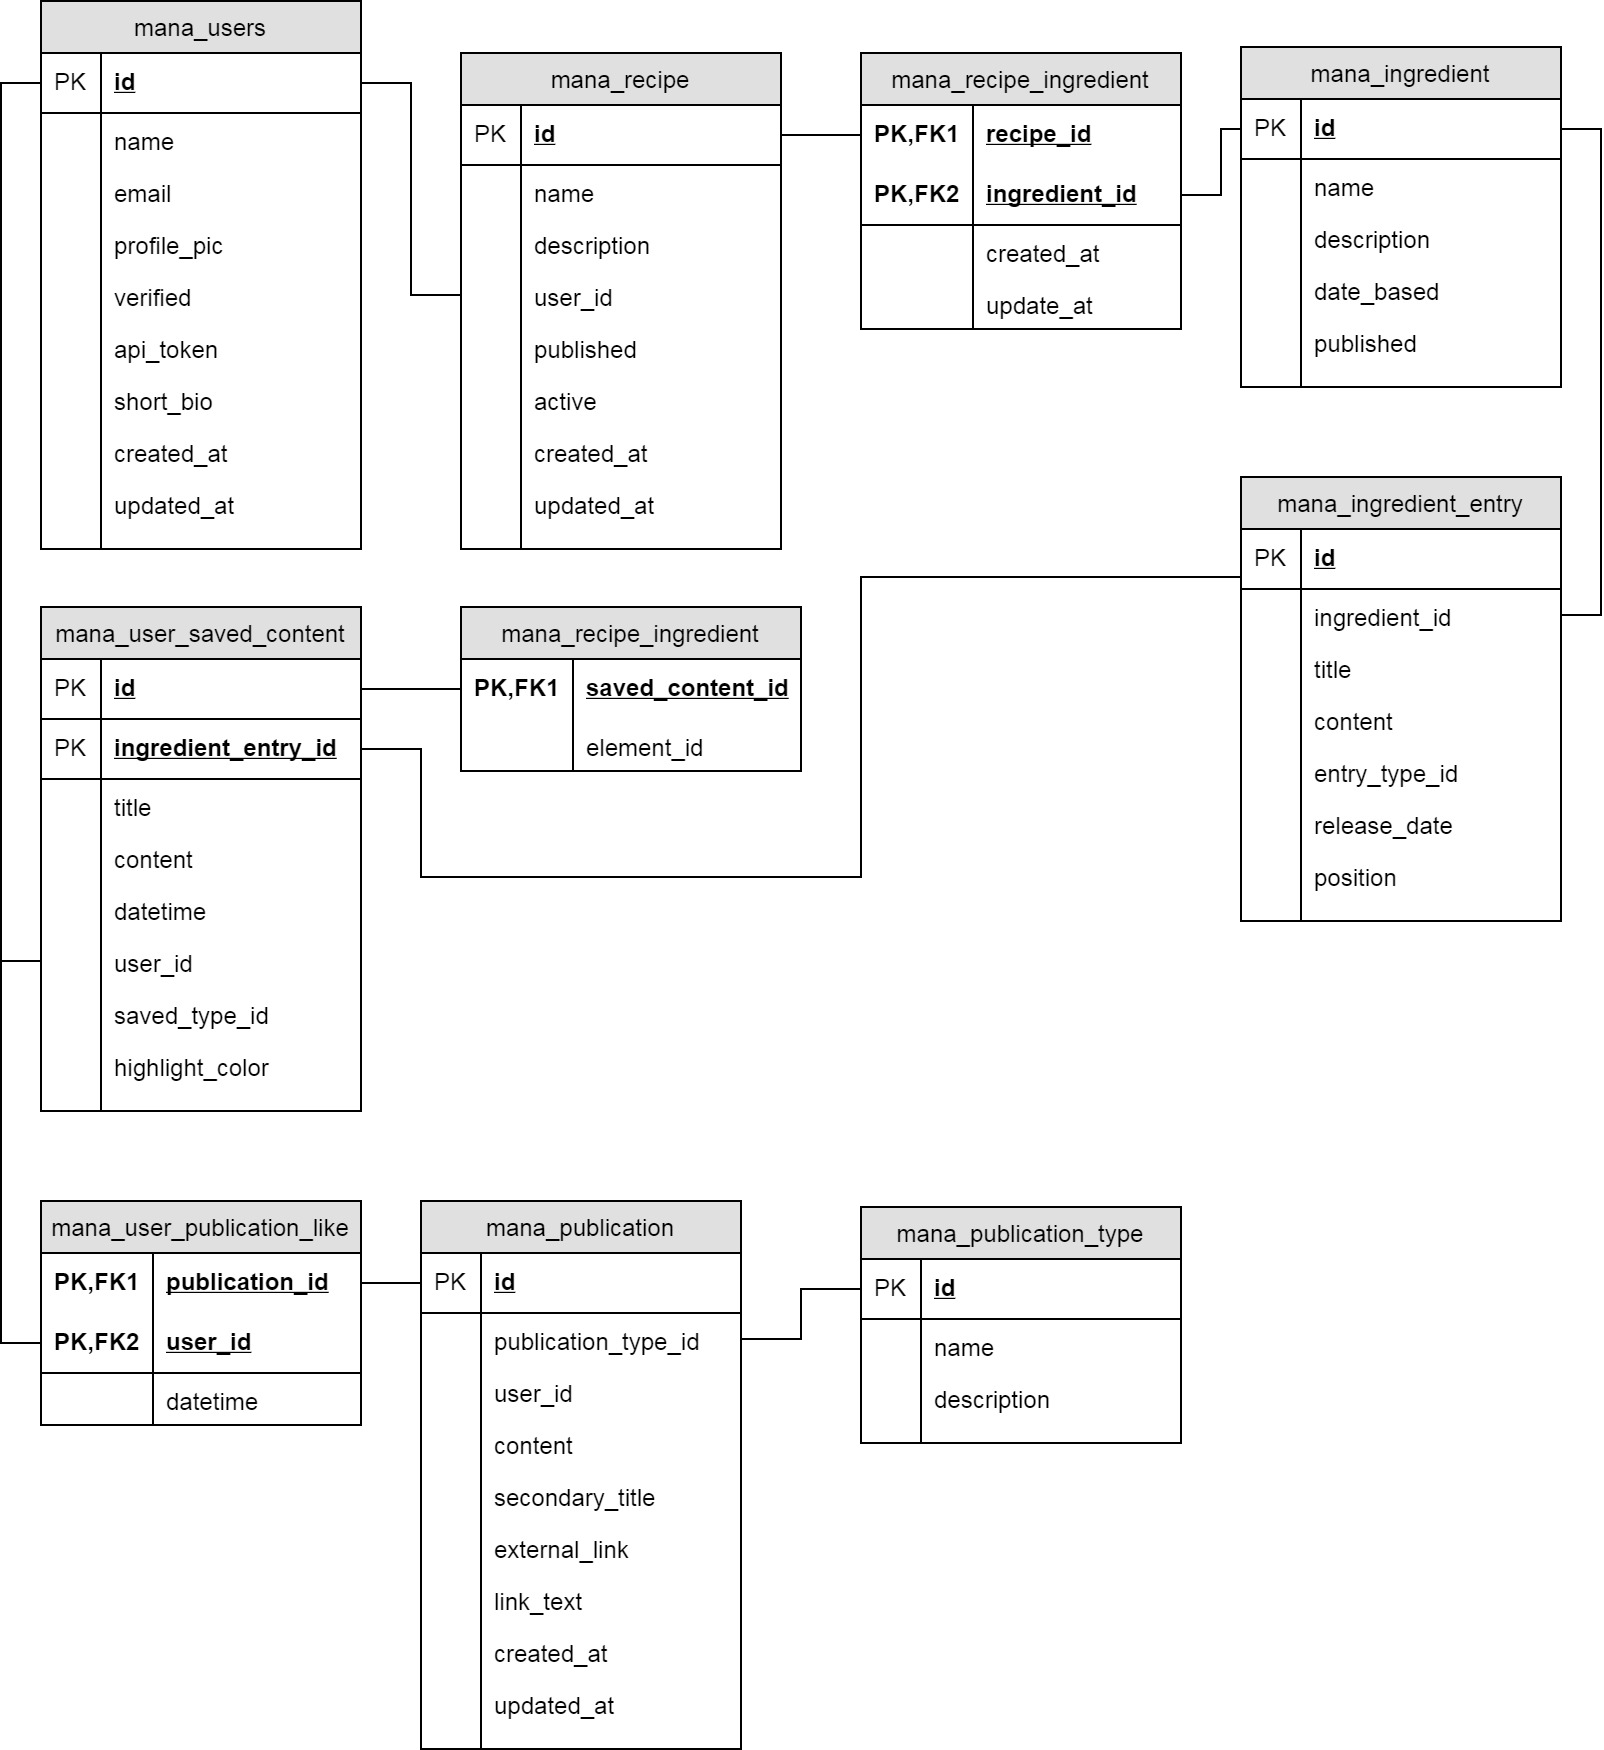 mana_users
PK id
name
email
profile_pic
verified
api_token
short_bio
created_at
updated_at
mana_recipe
PK id
name
description
user_id
published
active
created_at
updated_at
mana_recipe_ingredient
PK,FK1 recipe_id
PK,FK2 ingredient_id
created_at
update_at
mana_ingredient
PK id
name
description
date_based
published
mana_user_saved_content
PK id
PK ingredient_entry_id
title
content
datetime
user_id
saved_type_id
highlight_color
mana_recipe_ingredient
PK,FK1 saved_content_id
element_id
mana_ingredient_entry
PK id
ingredient_id
title
content
entry_type_id
release_date
position
mana_user_publication_like
PK,FK1 publication_id
PK,FK2 user_id
datetime
mana_publication
PK id
publication_type_id
user_id
content
secondary_title
external_link
link_text
created_at
updated_at
mana_publication_type
PK id
name
description